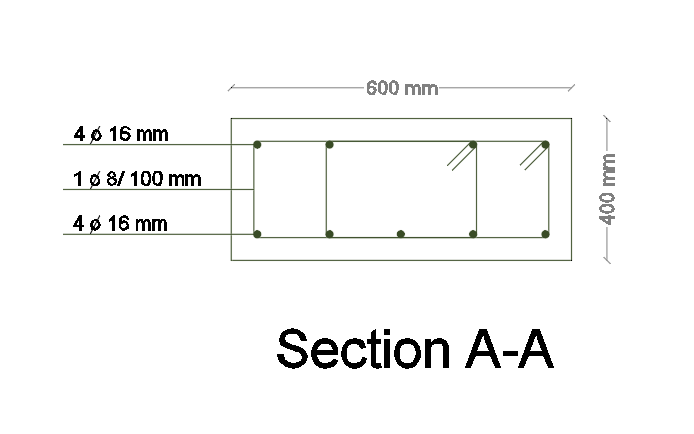 600 mm
4 ø 16 mm
1 ø 8/ 100 mm
4 ø 16 mm
400 mm
Section A-A